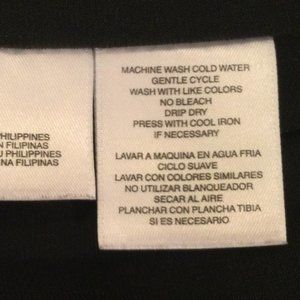 PHILIPPINES
N FILIPINAS
U PHILIPPINES
NA FILIPINAS
MACHINE WASH COLD WATER
GENTLE CYCLE
WASH WITH LIKE COLORS
NO BLEACH
DRIP DRY
PRESS WITH COOL IRON
IF NECESSARY
LAVAR A MAQUINA EN AGUA FRIA
CICLO SUAVE
LAVAR CON COLORES SIMILARES
NO UTILIZAR BLANQUEADOR
SECAR AL AIRE
PLANCHAR CON PLANCHA TIBIA
SI ES NECESARIO